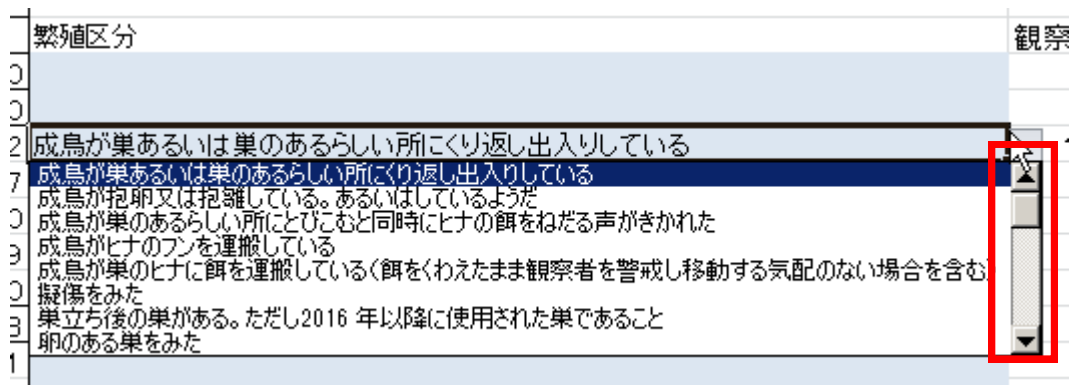 繁殖区分
観察
成鳥が巣あるいは巣のあるらしい所にくり返し出入りしている
成鳥が巣あるいは巣のあるらしい所にくり返し出入りしている
成鳥が抱卵又は抱雛している。あるいはしているようだ
成鳥が巣のあるらしい所にとびこむと同時にヒナの餌をねだる声がきかれた
成鳥がヒナのフンを運搬している
成鳥が巣のヒナに餌を運搬している（餌をくわえたまま観察者を警戒し移動する気配のない場合を含む）
擬傷をみた
巣立ち後の巣がある。ただし2016 年以降に使用された巣であること
卵のある巣をみた